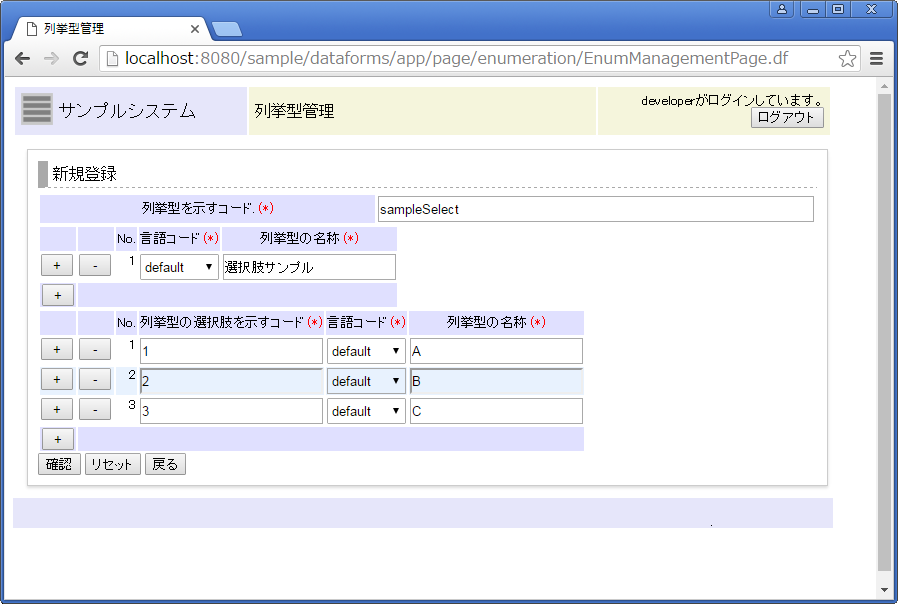 列挙型管理
localhost:8080/sample/dataforms/app/page/enumeration/EnumManagementPage.df
サンプルシステム 列挙型管理 developerがログインしています。
ログアウト
新規登録
列挙型を示すコード.(*) sampleSelect
No. 言語コード(*) 列挙型の名称(*)
+ - 1 default 選択肢サンプル
+
No. 列挙型の選択肢を示すコード(*) 言語コード(*) 列挙型の名称(*)
+ - 1 1 default A
+ - 2 2 default B
+ - 3 3 default C
+
確認 リセット 戻る
.